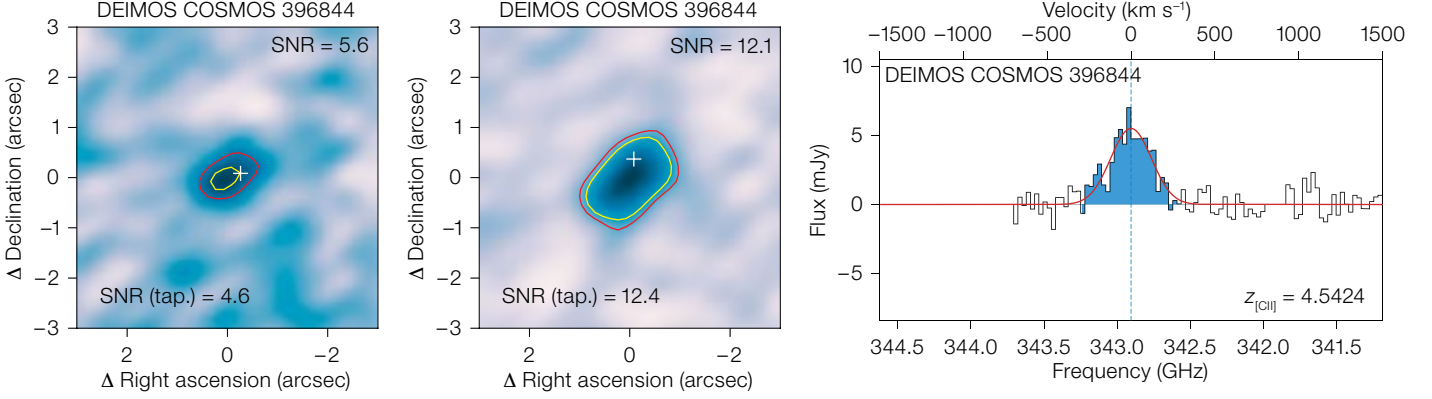 DEIMOS COSMOS 396844
SNR = 5.6
SNR (tap.) = 4.6
3
2
1
0
−1
−2
−3
2 0 −2
Δ Declination (arcsec)
Δ Right ascension (arcsec)
DEIMOS COSMOS 396844
SNR = 12.1
SNR (tap.) = 12.4
3
2
1
0
−1
−2
−3
2 0 −2
Δ Declination (arcsec)
Δ Right ascension (arcsec)
Velocity (km s⁻¹)
−1500 −1000 −500 0 500 1000 1500
DEIMOS COSMOS 396844
10
5
0
−5
Flux (mJy)
z[CII] = 4.5424
344.5 344.0 343.5 343.0 342.5 342.0 341.5
Frequency (GHz)